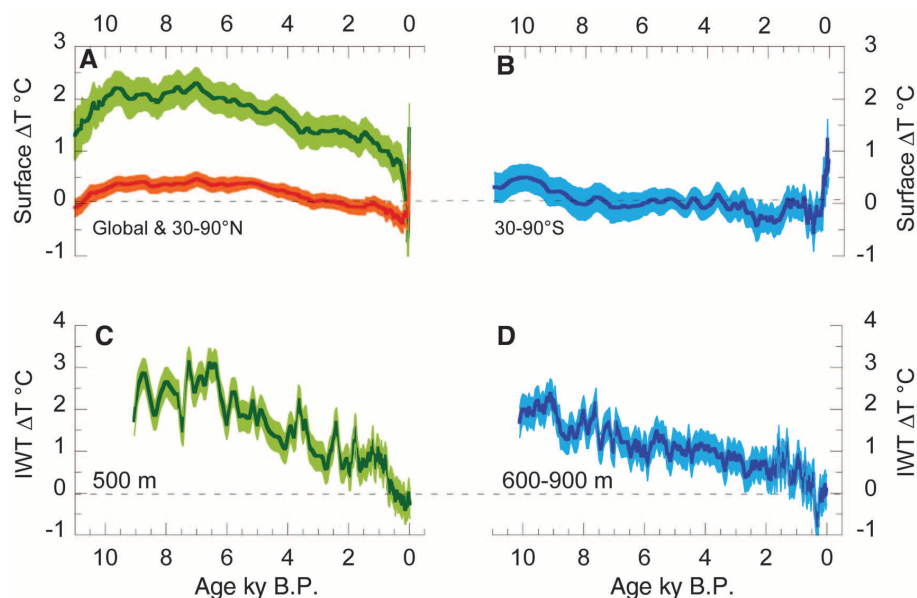 10 8 6 4 2 0
10 8 6 4 2 0
A
B
3
2
1
0
-1
3
2
1
0
-1
Surface ΔT °C
Surface ΔT °C
Global & 30-90°N
30-90°S
C
D
4
3
2
1
0
-1
4
3
2
1
0
-1
IWT ΔT °C
IWT ΔT °C
500 m
600-900 m
10 8 6 4 2 0
10 8 6 4 2 0
Age ky B.P.
Age ky B.P.